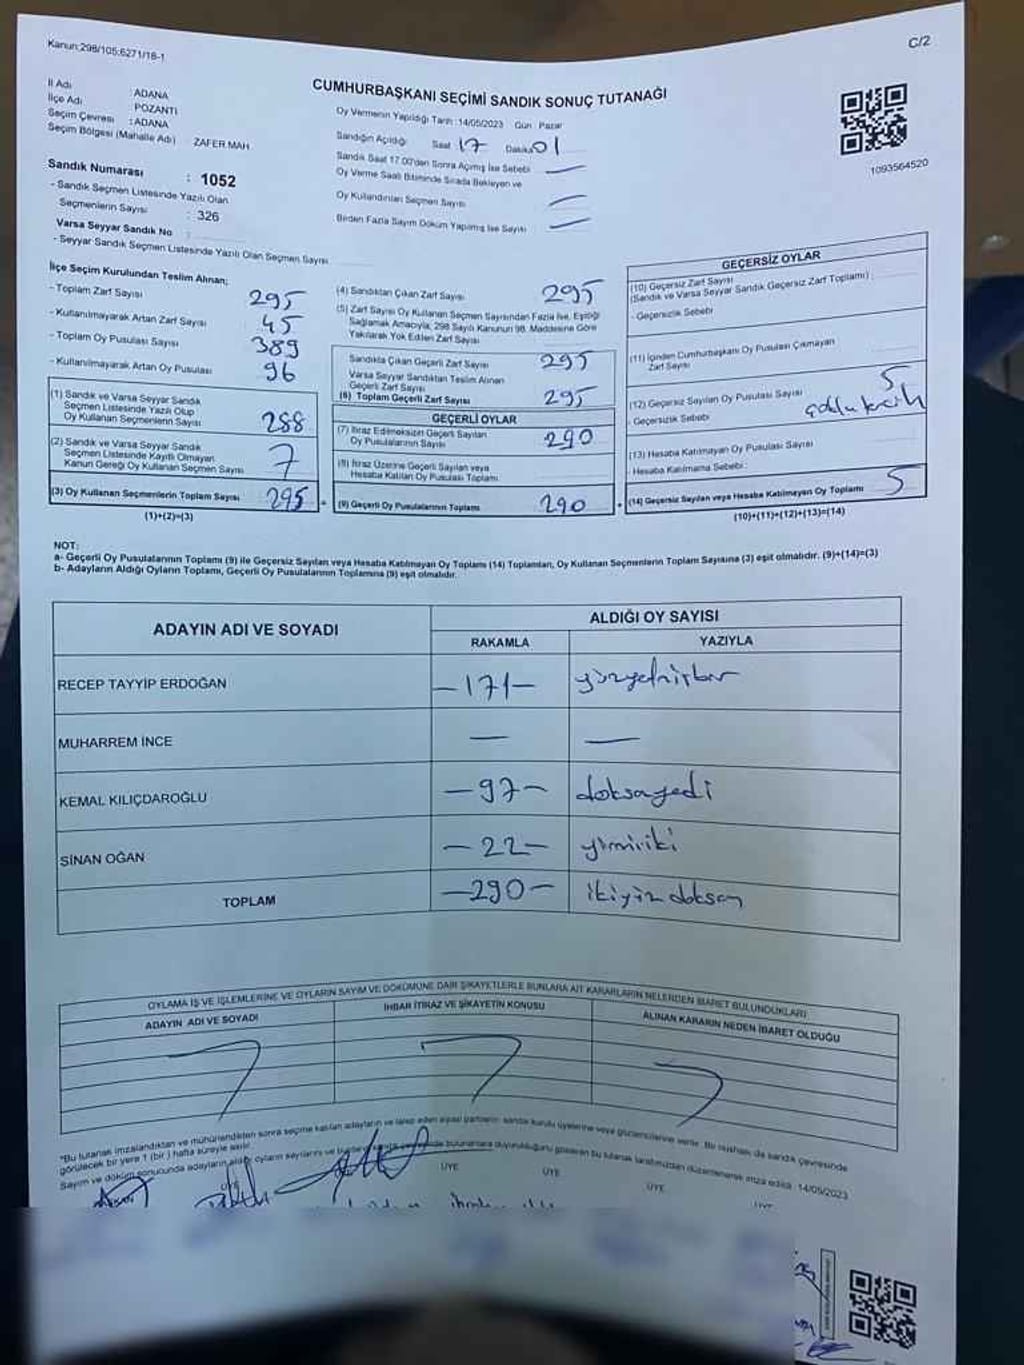 Kanun:298/105;6271/18-1
C/2
CUMHURBAŞKANI SEÇİMİ SANDIK SONUÇ TUTANAĞI
İl Adı : ADANA
İlçe Adı : POZANTI
Seçim Çevresi : ADANA
Seçim Bölgesi (Mahalle Adı) ZAFER MAH
Sandık Numarası : 1052
- Sandık Seçmen Listesinde Yazılı Olan
Seçmenlerin Sayısı : 326
Varsa Seyyar Sandık No :
- Seyyar Sandık Seçmen Listesinde Yazılı Olan Seçmen Sayısı
Oy Vermenin Yapıldığı Tarih :14/05/2023 Gün : Pazar
Sandığın Açıldığı Saat 17 Dakika 01
Sandık Saat 17.00'den Sonra Açılmış İse Sebebi —
Oy Verme Saati Bitiminde Sırada Bekleyen ve
Oy Kullandırılan Seçmen Sayısı —
Birden Fazla Sayım Döküm Yapılmış İse Sayısı —
1093564520
İlçe Seçim Kurulundan Teslim Alınan;
- Toplam Zarf Sayısı 295
- Kullanılmayarak Artan Zarf Sayısı 45
- Toplam Oy Pusulası Sayısı 389
- Kullanılmayarak Artan Oy Pusulası 96
(1) Sandık ve Varsa Seyyar Sandık
Seçmen Listesinde Yazılı Olup
Oy Kullanan Seçmenlerin Sayısı 288
(2) Sandık ve Varsa Seyyar Sandık
Seçmen Listesinde Kayıtlı Olmayan
Kanun Gereği Oy Kullanan Seçmen Sayısı 7
(3) Oy Kullanan Seçmenlerin Toplam Sayısı 295
(1)+(2)=(3)
(4) Sandıktan Çıkan Zarf Sayısı 295
(5) Zarf Sayısı Oy Kullanan Seçmen Sayısından Fazla İse, Eşitliği
Sağlamak Amacıyla; 298 Sayılı Kanunun 98. Maddesine Göre
Yakılarak Yok Edilen Zarf Sayısı
Sandıkta Çıkan Geçerli Zarf Sayısı 295
Varsa Seyyar Sandıktan Teslim Alınan
Geçerli Zarf Sayısı
(6) Toplam Geçerli Zarf Sayısı 295
GEÇERLİ OYLAR
(7) İtiraz Edilmeksizin Geçerli Sayılan
Oy Pusulalarının Sayısı 290
(8) İtiraz Üzerine Geçerli Sayılan veya
Hesaba Katılan Oy Pusulası Toplamı
(9) Geçerli Oy Pusulalarının Toplamı 290
GEÇERSİZ OYLAR
(10) Geçersiz Zarf Sayısı
(Sandık ve Varsa Seyyar Sandık Geçersiz Zarf Toplamı) :
- Geçersizlik Sebebi
(11) İçinden Cumhurbaşkanı Oy Pusulası Çıkmayan
Zarf Sayısı
(12) Geçersiz Sayılan Oy Pusulası Sayısı 5
- Geçersizlik Sebebi
(13) Hesaba Katılmayan Oy Pusulası Sayısı
- Hesaba Katılmama Sebebi :
(14) Geçersiz Sayılan veya Hesaba Katılmayan Oy Toplamı 5
(10)+(11)+(12)+(13)=(14)
NOT:
a- Geçerli Oy Pusulalarının Toplamı (9) ile Geçersiz Sayılan veya Hesaba Katılmayan Oy Toplamı (14) Toplamları, Oy Kullanan Seçmenlerin Toplam Sayısına (3) eşit olmalıdır. (9)+(14)=(3)
b- Adayların Aldığı Oyların Toplamı, Geçerli Oy Pusulalarının Toplamına (9) eşit olmalıdır.
ADAYIN ADI VE SOYADI ALDIĞI OY SAYISI
RAKAMLA YAZIYLA
RECEP TAYYİP ERDOĞAN —171— yüzyetmişbir
MUHARREM İNCE — —
KEMAL KILIÇDAROĞLU —97— doksayedi
SİNAN OĞAN —22— yirmiiki
TOPLAM —290— ikiyüz doksan
OYLAMA İŞ VE İŞLEMLERİNE VE OYLARIN SAYIM VE DÖKÜMÜNE DAİR ŞİKAYETLERLE BUNLARA AİT KARARLARIN NELERDEN İBARET BULUNDUKLARI
ADAYIN ADI VE SOYADI İHBAR İTİRAZ VE ŞİKAYETİN KONUSU ALINAN KARARIN NEDEN İBARET OLDUĞU
*Bu tutanak imzalandıktan ve mühürlendikten sonra seçime katılan adayların ve talep eden siyasi partilerin sandık kurulu üyelerine veya gözlemcilerine verilir. Bir nüshası da sandık çevresinde
görülecek bir yere 1 (bir) hafta süreyle asılır.
Sayım ve döküm sonucunda adayların aldığı oyların sayılarını ve bulunanlara duyurulduğunu gösteren bu tutanak tarafımızdan düzenlenerek imza edildi. 14/05/2023
ÜYE ÜYE ÜYE ÜYE ÜYE